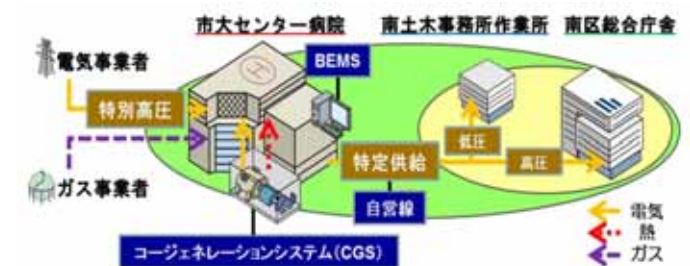 市大センター病院
南土木事務所作業所
南区総合庁舎
電気事業者
BEMS
特別高圧
低圧
特定供給
高圧
ガス事業者
自営線
電気
熱
ガス
コージェネレーションシステム(CGS)